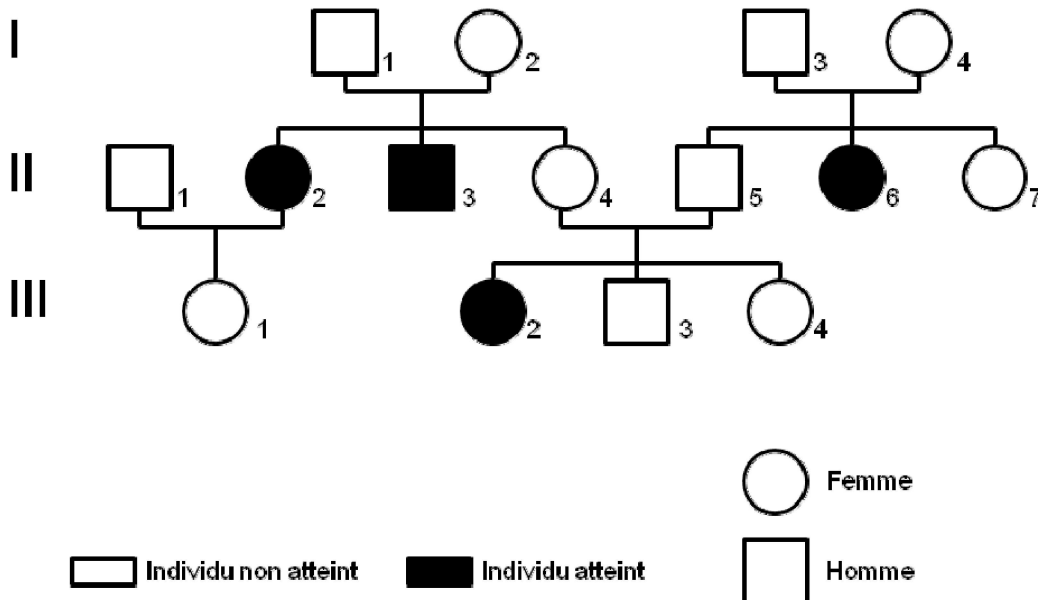 I
1
2
3
4
II
1
2
3
4
5
6
7
III
1
2
3
4
Femme
Individu non atteint
Individu atteint
Homme